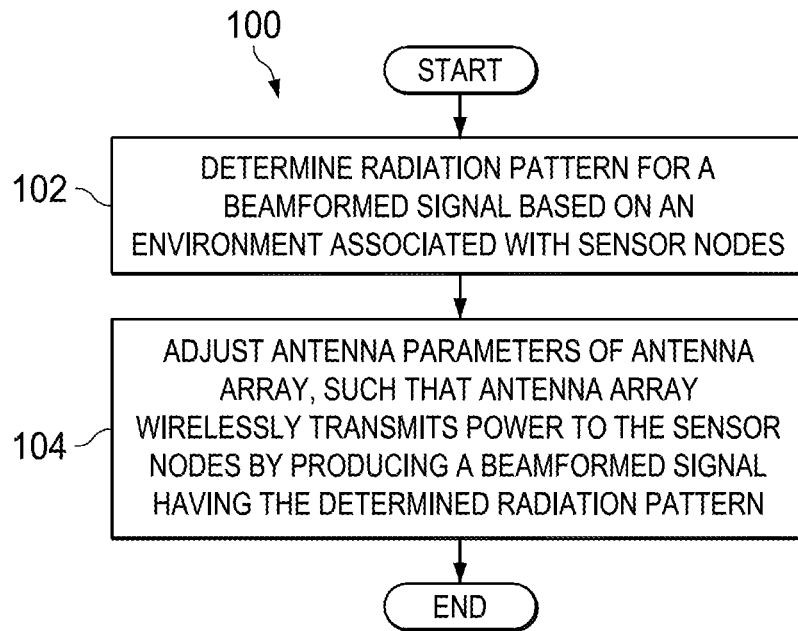 100
START
102
DETERMINE RADIATION PATTERN FOR A
BEAMFORMED SIGNAL BASED ON AN
ENVIRONMENT ASSOCIATED WITH SENSOR NODES
104
ADJUST ANTENNA PARAMETERS OF ANTENNA
ARRAY, SUCH THAT ANTENNA ARRAY
WIRELESSLY TRANSMITS POWER TO THE SENSOR
NODES BY PRODUCING A BEAMFORMED SIGNAL
HAVING THE DETERMINED RADIATION PATTERN
END